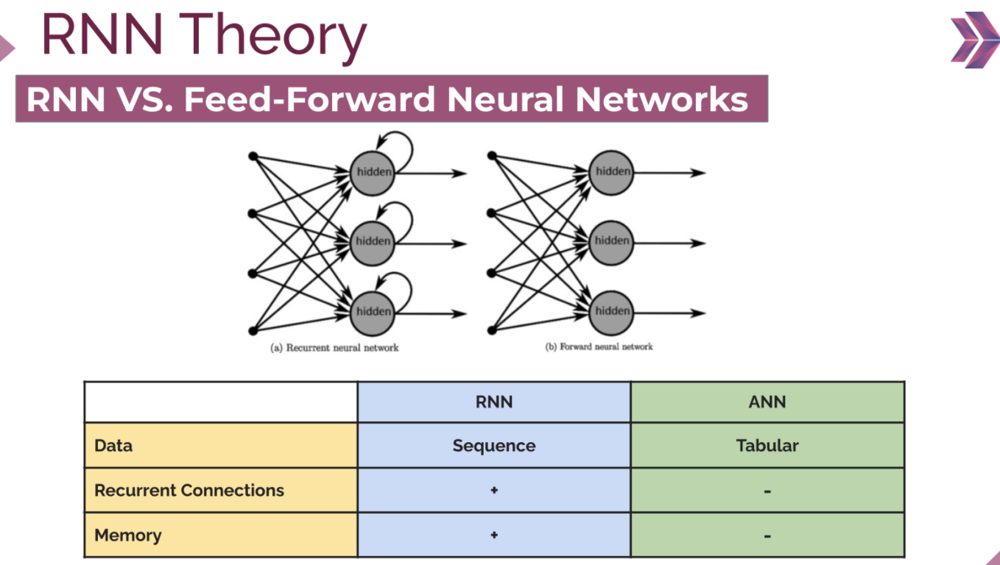 RNN Theory
RNN VS. Feed-Forward Neural Networks
hidden
hidden
hidden
(a) Recurrent neural network
hidden
hidden
hidden
(b) Forward neural network
RNN ANN
Data Sequence Tabular
Recurrent Connections + -
Memory + -